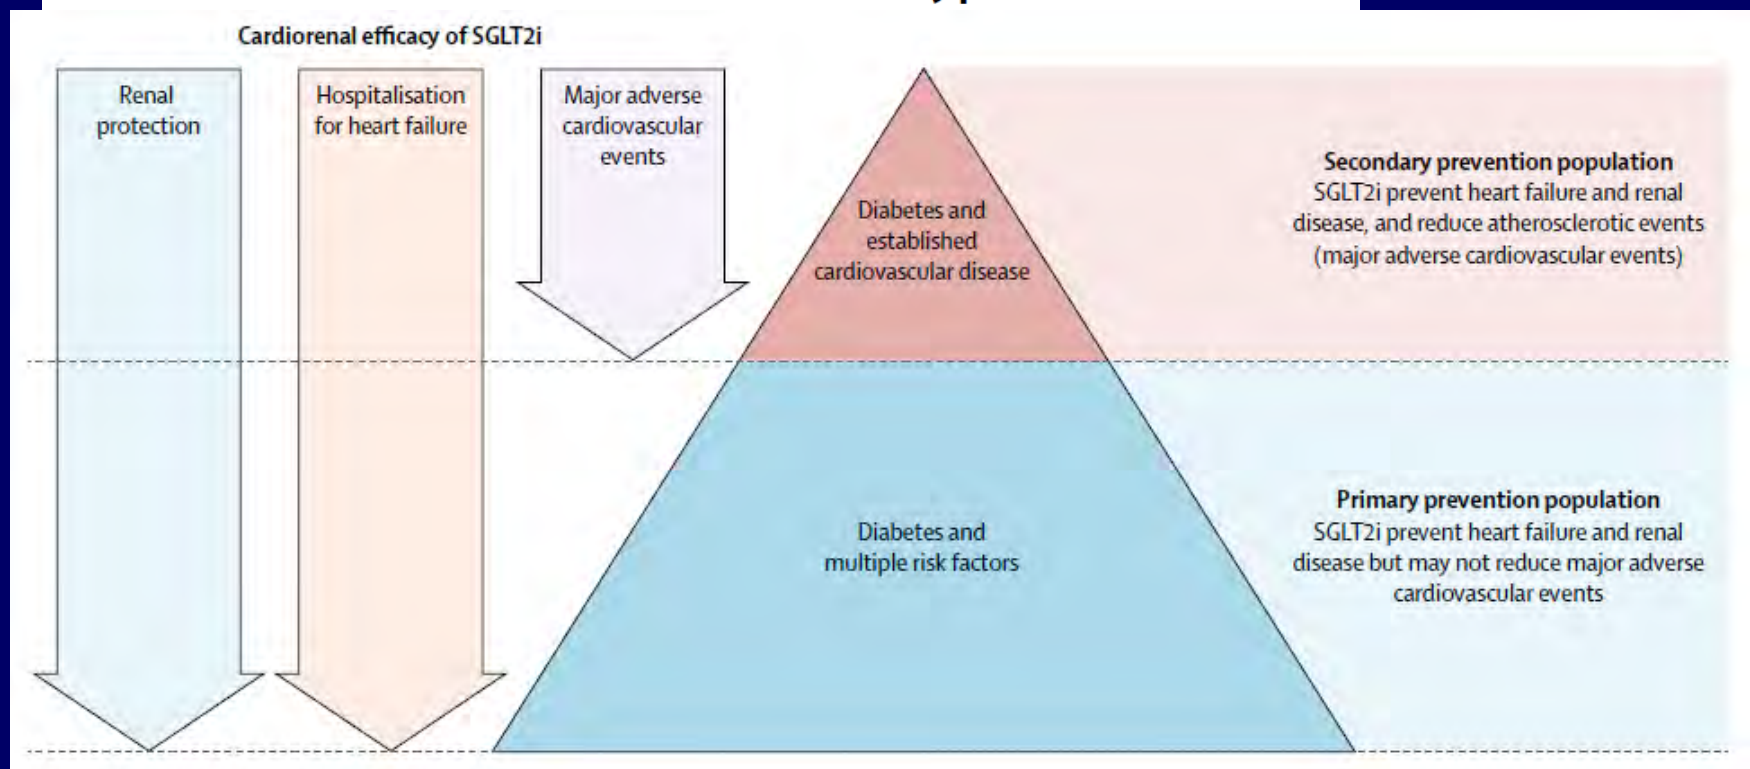 Cardiorenal efficacy of SGLT2i
Renal
protection
Hospitalisation
for heart failure
Major adverse
cardiovascular
events
Diabetes and
established
cardiovascular disease
Secondary prevention population
SGLT2i prevent heart failure and renal
disease, and reduce atherosclerotic events
(major adverse cardiovascular events)
Diabetes and
multiple risk factors
Primary prevention population
SGLT2i prevent heart failure and renal
disease but may not reduce major adverse
cardiovascular events